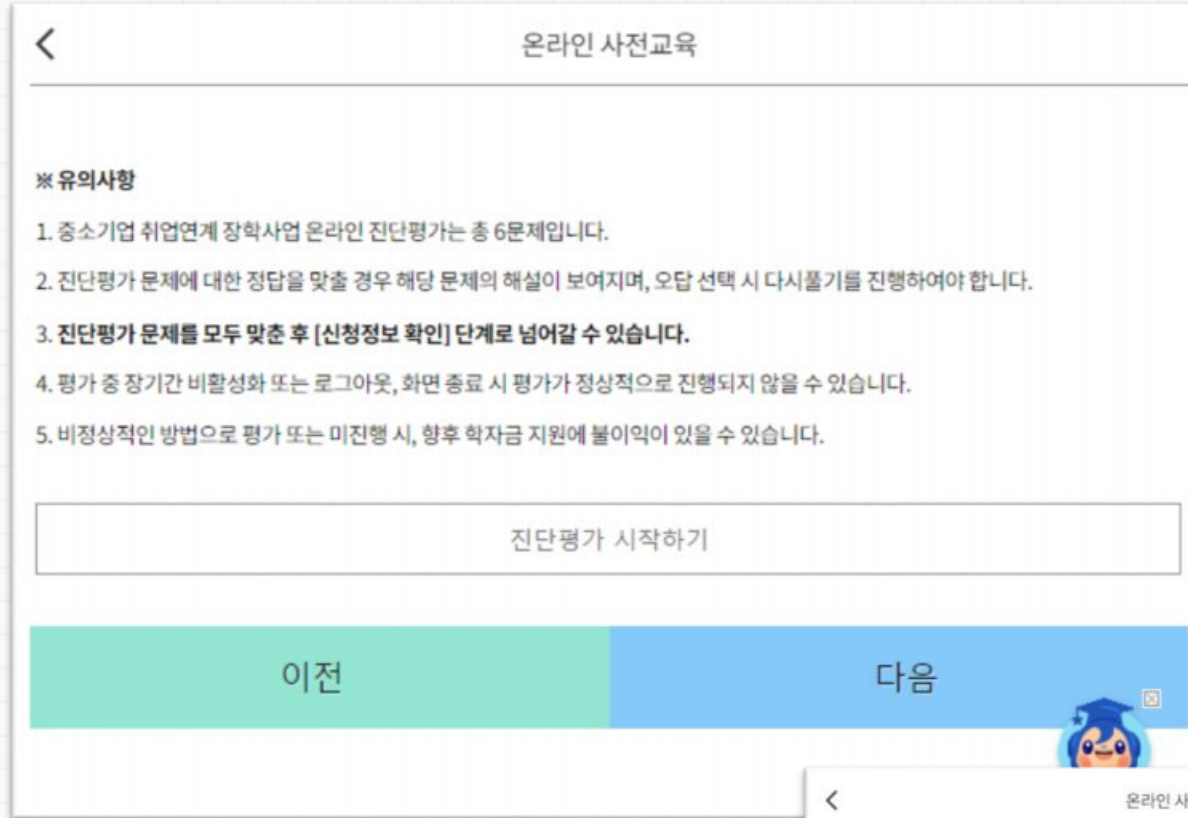 온라인 사전교육
※ 유의사항
1. 중소기업 취업연계 장학사업 온라인 진단평가는 총 6문제입니다.
2. 진단평가 문제에 대한 정답을 맞출 경우 해당 문제의 해설이 보여지며, 오답 선택 시 다시풀기를 진행하여야 합니다.
3. 진단평가 문제를 모두 맞춘 후 [신청정보 확인] 단계로 넘어갈 수 있습니다.
4. 평가 중 장기간 비활성화 또는 로그아웃, 화면 종료 시 평가가 정상적으로 진행되지 않을 수 있습니다.
5. 비정상적인 방법으로 평가 또는 미진행 시, 향후 학자금 지원에 불이익이 있을 수 있습니다.
진단평가 시작하기
이전 다음
온라인 사